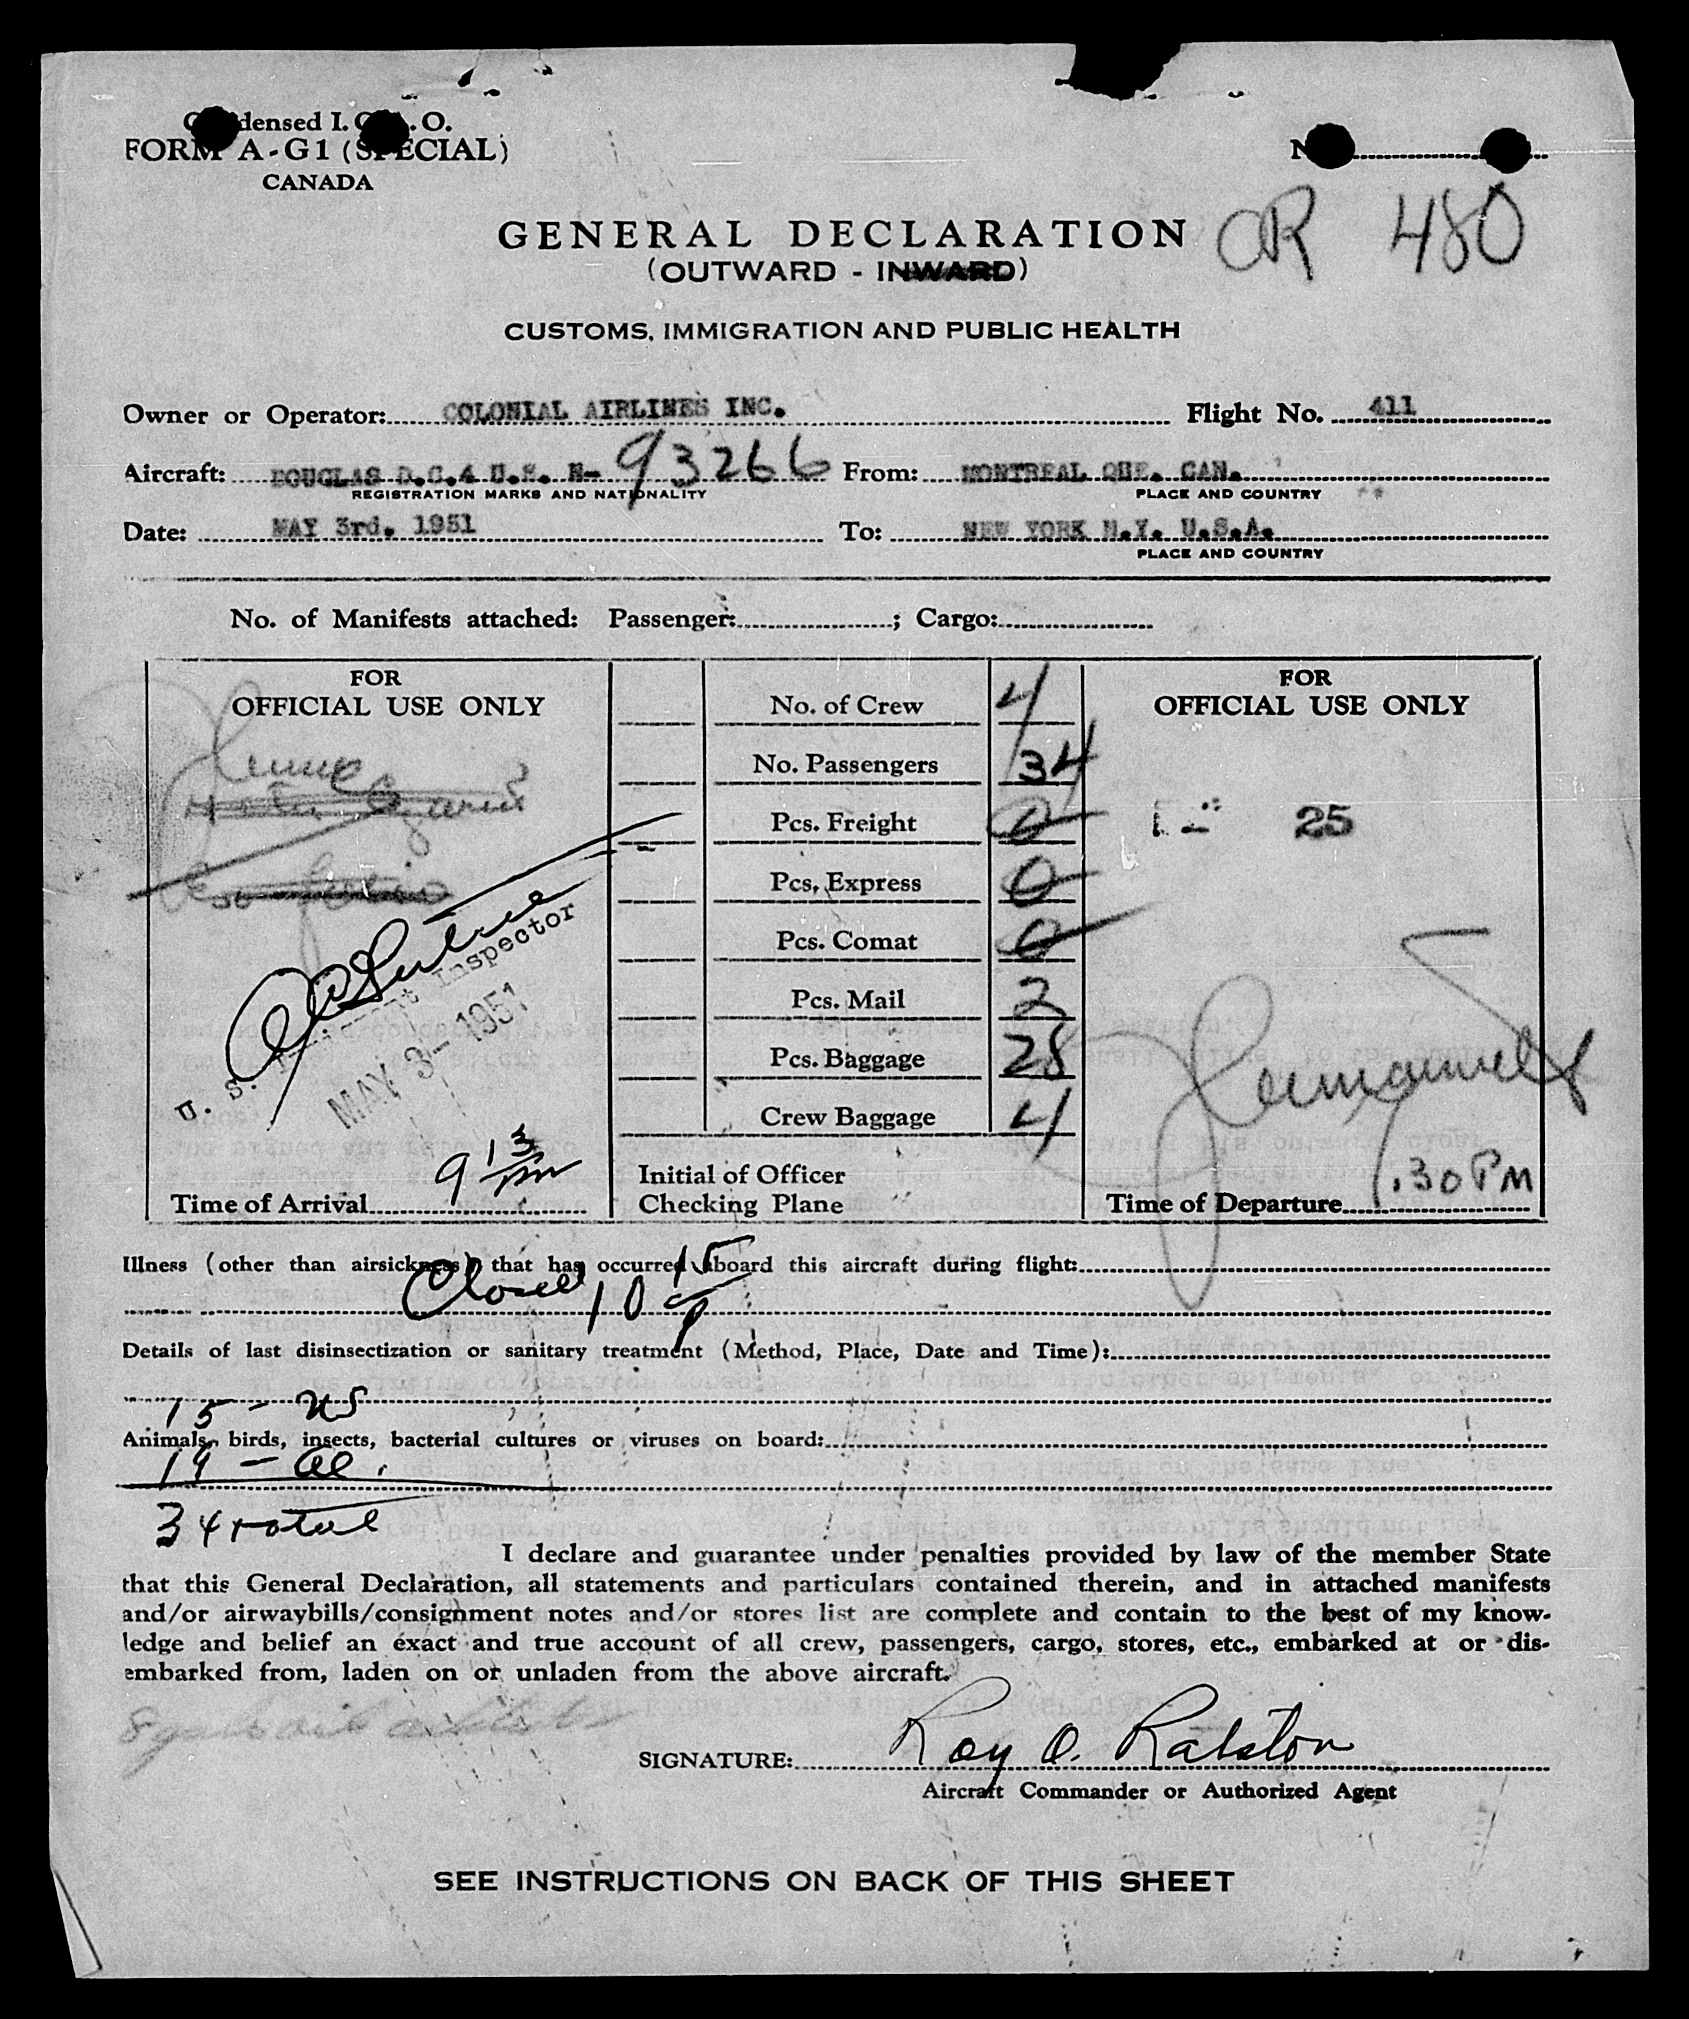 Condensed I. C. A. O.
FORM A-G1 (SPECIAL)
CANADA
CR 480
GENERAL DECLARATION
(OUTWARD - INWARD)
CUSTOMS, IMMIGRATION AND PUBLIC HEALTH
Owner or Operator: COLONIAL AIRLINES INC. Flight No. 411
Aircraft: DOUGLAS D.C.4 U.S. N- 93266 From: MONTREAL QUE. CAN.
REGISTRATION MARKS AND NATIONALITY PLACE AND COUNTRY
Date: MAY 3rd. 1951 To: NEW YORK N.Y. U.S.A.
PLACE AND COUNTRY
No. of Manifests attached: Passenger: ; Cargo:
FOR
OFFICIAL USE ONLY
U. S. Immigrant Inspector
MAY 3 - 1951
Time of Arrival 9 13 pm
No. of Crew 4
No. Passengers 34
Pcs. Freight 0
Pcs. Express 0
Pcs. Comat 0
Pcs. Mail 2
Pcs. Baggage 28
Crew Baggage 4
Initial of Officer
Checking Plane
FOR
OFFICIAL USE ONLY
25
Time of Departure 7.30 PM
Illness (other than airsickness) that has occurred aboard this aircraft during flight:
Closed 10 15 P
Details of last disinsectization or sanitary treatment (Method, Place, Date and Time):
15 - US
Animals, birds, insects, bacterial cultures or viruses on board:
19 - al.
34 total
I declare and guarantee under penalties provided by law of the member State
that this General Declaration, all statements and particulars contained therein, and in attached manifests
and/or airwaybills/consignment notes and/or stores list are complete and contain to the best of my know-
ledge and belief an exact and true account of all crew, passengers, cargo, stores, etc., embarked at or dis-
embarked from, laden on or unladen from the above aircraft.
SIGNATURE: Roy O. Ralston
Aircraft Commander or Authorized Agent
SEE INSTRUCTIONS ON BACK OF THIS SHEET